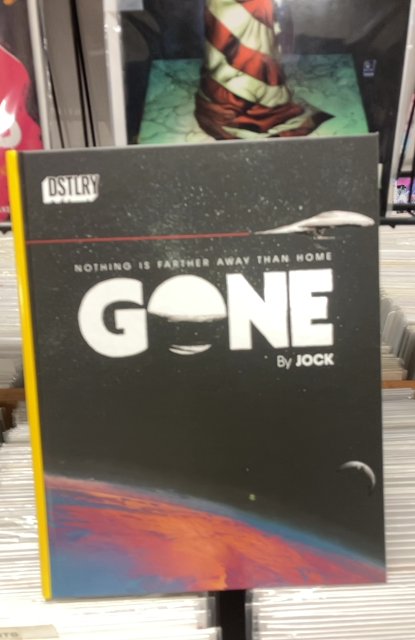 DSTLRY
NOTHING IS FARTHER AWAY THAN HOME
GONE
By JOCK